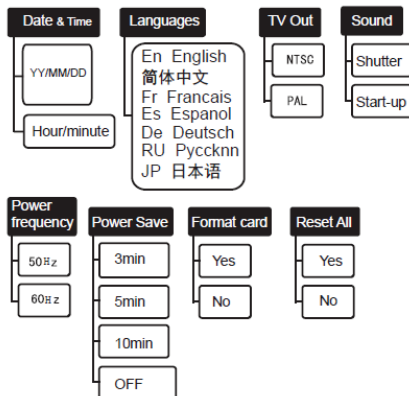 Date & Time
YY/MM/DD
Hour/minute
Languages
En English
简体中文
Fr Francais
Es Espanol
De Deutsch
RU Pyccknn
JP 日本语
TV Out
NTSC
PAL
Sound
Shutter
Start-up
Power
frequency
50Hz
60Hz
Power Save
3min
5min
10min
OFF
Format card
Yes
No
Reset All
Yes
No